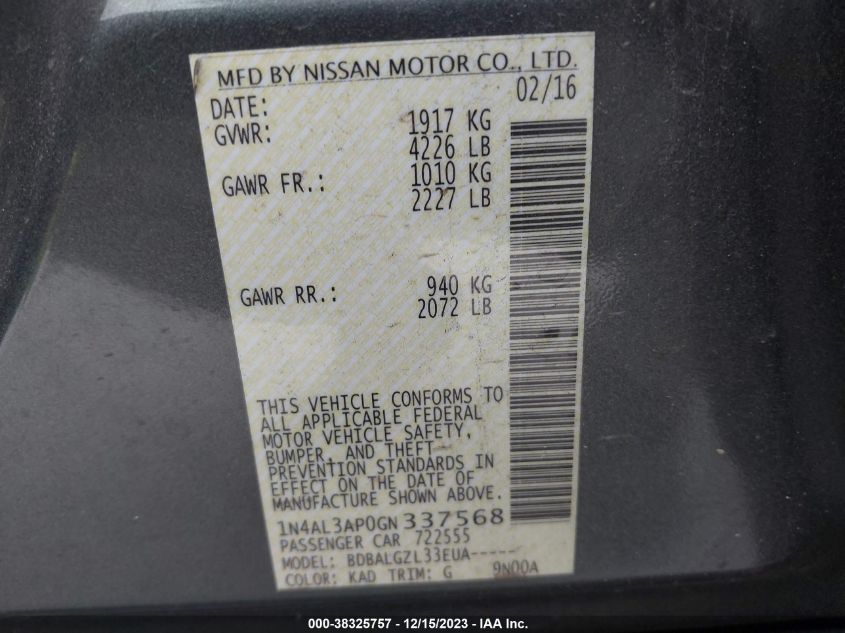 MFD BY NISSAN MOTOR CO., LTD.
DATE: 02/16
GVWR: 1917 KG
4226 LB
GAWR FR.: 1010 KG
2227 LB
GAWR RR.: 940 KG
2072 LB
THIS VEHICLE CONFORMS TO
ALL APPLICABLE FEDERAL
MOTOR VEHICLE SAFETY,
BUMPER, AND THEFT
PREVENTION STANDARDS IN
EFFECT ON THE DATE OF
MANUFACTURE SHOWN ABOVE.
1N4AL3AP0GN337568
PASSENGER CAR 722555
MODEL: BDBALGZL33EUA-----
COLOR: KAD TRIM: G 9N00A
000-38325757 - 12/15/2023 - IAA Inc.